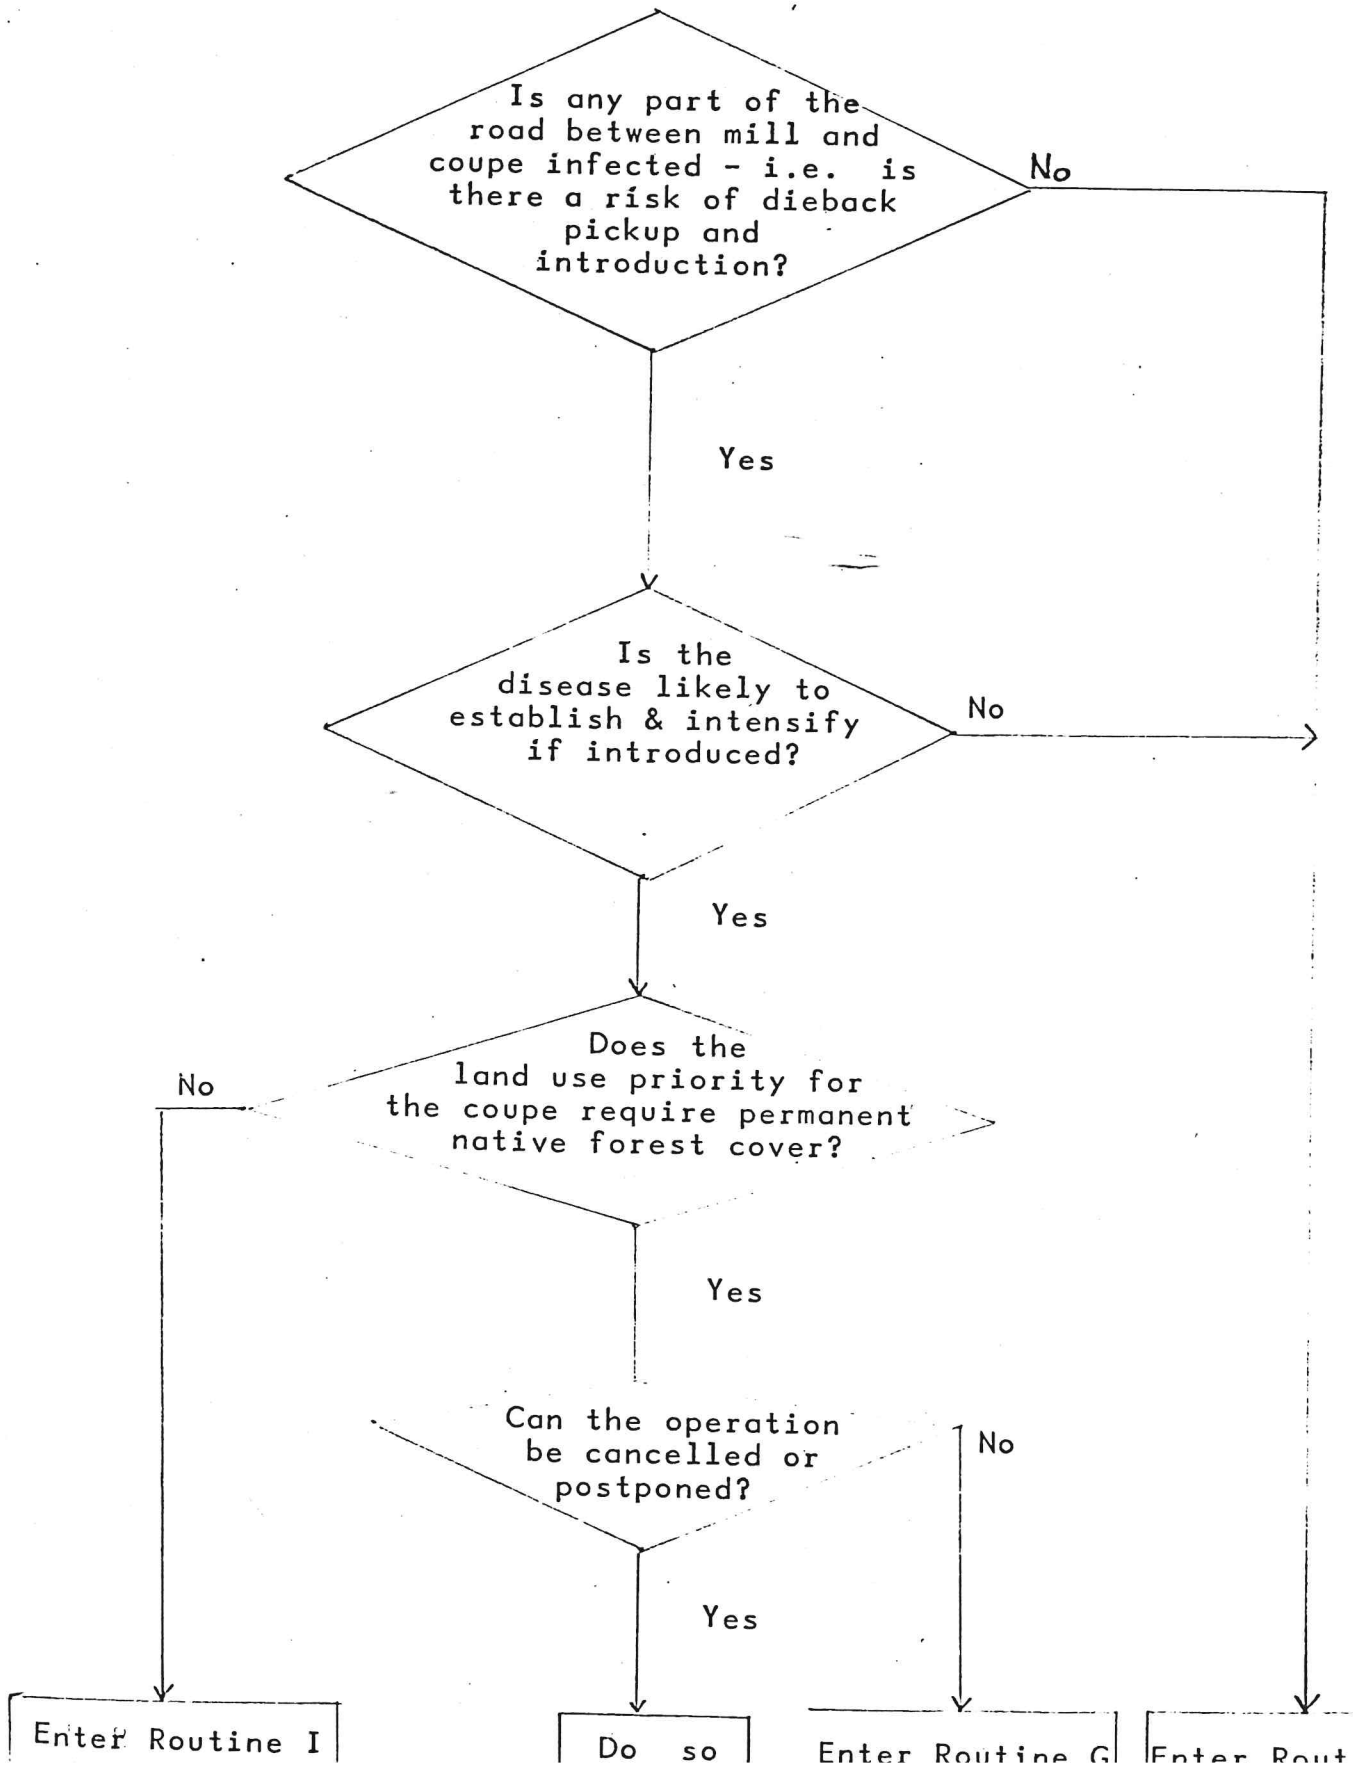 Is any part of the
road between mill and
coupe infected - i.e. is
there a risk of dieback
pickup and
introduction?
No
Yes
Is the
disease likely to
establish & intensify
if introduced?
No
Yes
Does the
land use priority for
the coupe require permanent
native forest cover?
No
Yes
Can the operation
be cancelled or
postponed?
No
Yes
Enter Routine I
Do so
Enter Routine G
Enter